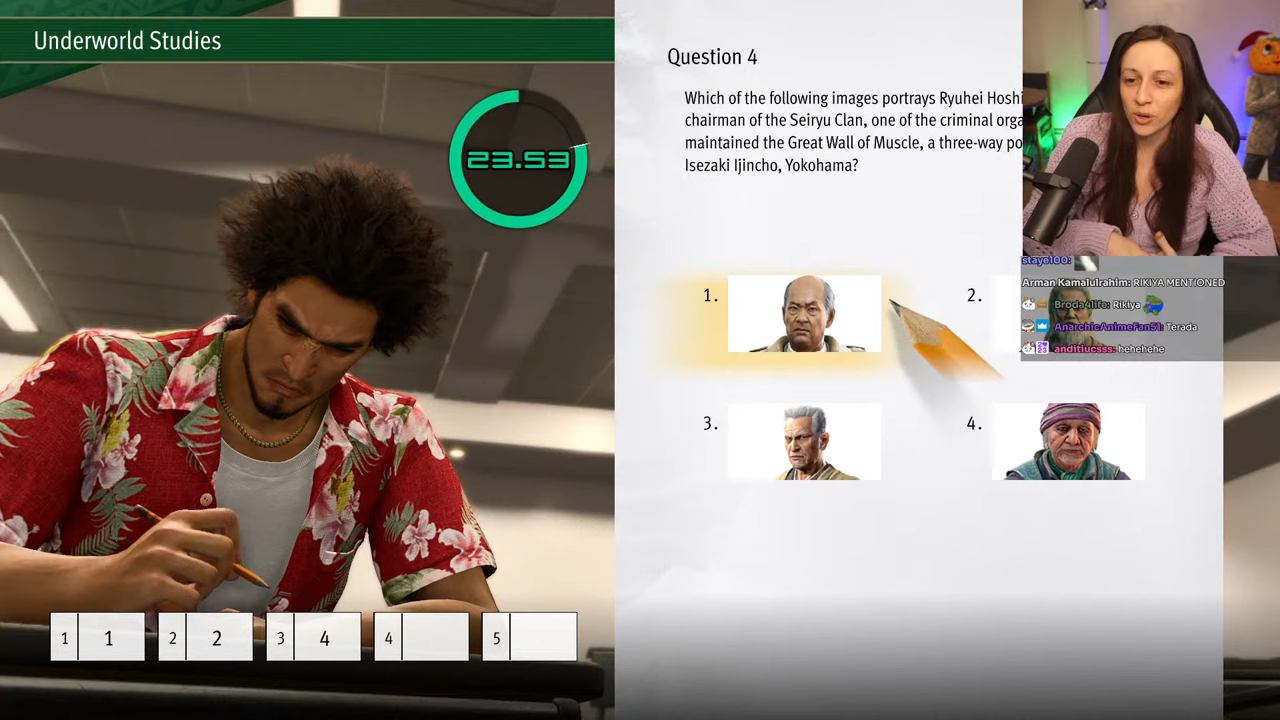 Underworld Studies
23.53
Question 4
Which of the following images portrays Ryuhei Hoshi
chairman of the Seiryu Clan, one of the criminal orga
maintained the Great Wall of Muscle, a three-way po
Isezaki Ijincho, Yokohama?
1.
2.
3.
4.
staye100:
Arman Kamalulrahim: RIKIYA MENTIONED
Broda4life: Rikiya
AnarchicAnimeFan51: Terada
anditiucsss: hehehehe
1 1 2 2 3 4 4 5